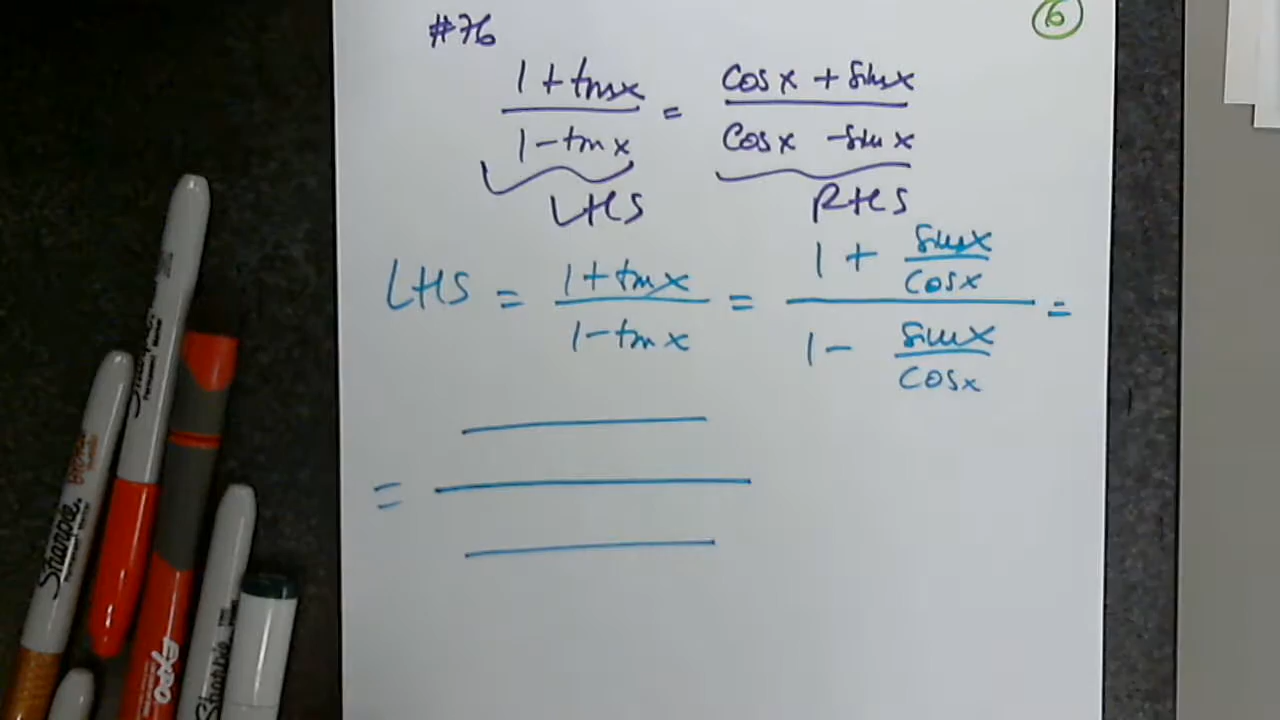 #76
6
1 + tan x / 1 - tan x = cos x + sin x / cos x - sin x
LHS RHS
LHS = 1 + tan x / 1 - tan x = 1 + sin x / cos x / 1 - sin x / cos x =
=
Sharpie
Sharpie.
EXPO
Sharpie